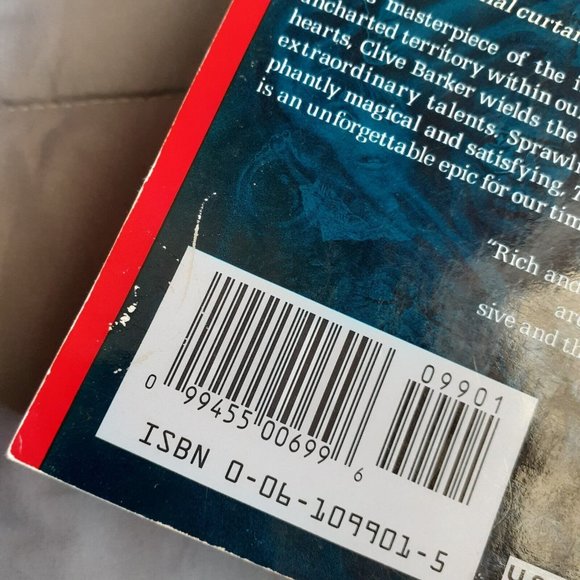 masterpiece of the
uncharted territory within our
hearts, Clive Barker wields the
extraordinary talents. Sprawli
phantly magical and satisfying,
is an unforgettable epic for our tim
"Rich and
ar
sive and th
09901
0 99455 00699 6
ISBN 0-06-109901-5